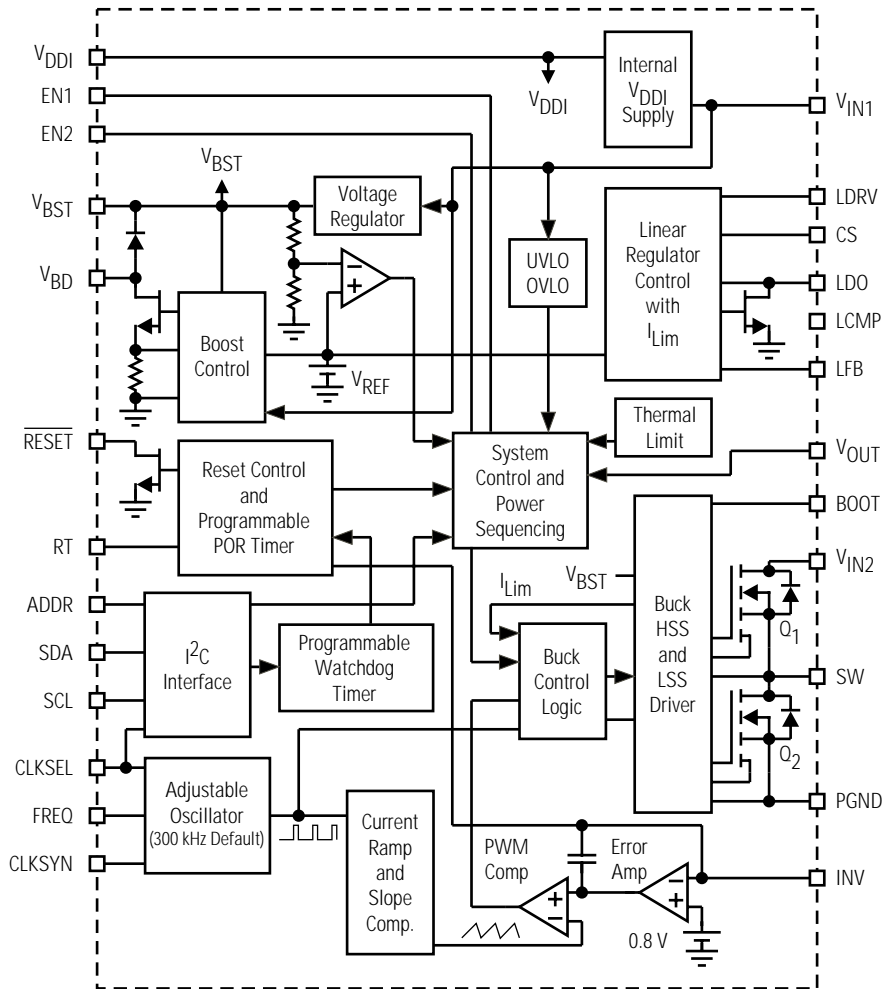 VDDI
EN1
EN2
VBST
VBD
RESET
RT
ADDR
SDA
SCL
CLKSEL
FREQ
CLKSYN
VDDI
Internal
VDDI
Supply
VBST
Voltage
Regulator
UVLO
OVLO
Linear
Regulator
Control
with
ILim
−
+
Boost
Control
VREF
Thermal
Limit
Reset Control
and
Programmable
POR Timer
System
Control and
Power
Sequencing
I2C
Interface
Programmable
Watchdog
Timer
ILim
VBST
Buck
Control
Logic
Buck
HSS
and
LSS
Driver
Q1
Q2
Adjustable
Oscillator
(300 kHz Default)
Current
Ramp
and
Slope
Comp.
PWM
Comp
Error
Amp
+
−
−
+
0.8 V
VIN1
LDRV
CS
LDO
LCMP
LFB
VOUT
BOOT
VIN2
SW
PGND
INV